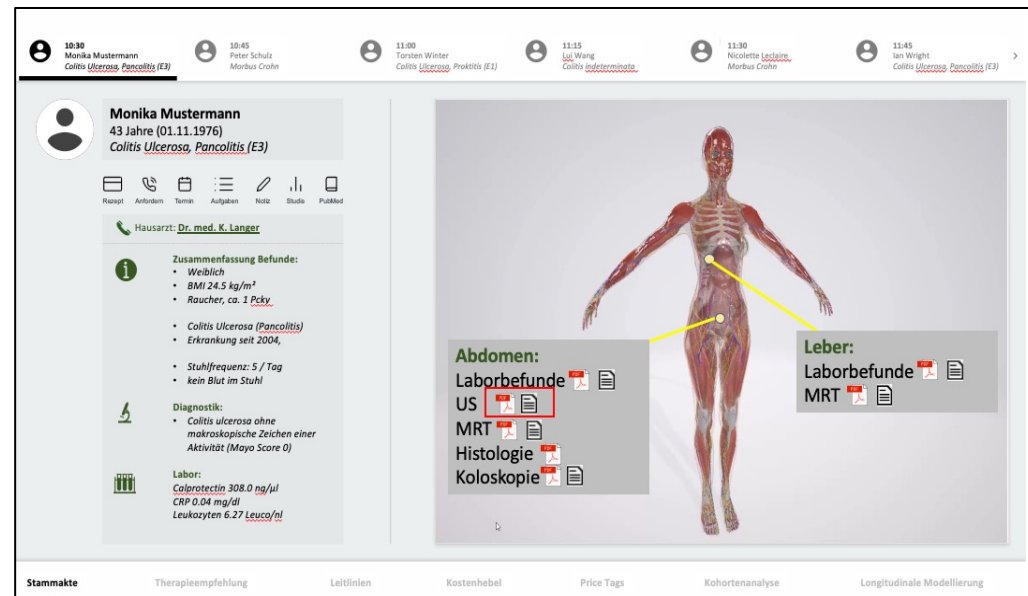 10:30
Monika Mustermann
Colitis Ulcerosa, Pancolitis (E3)
10:45
Peter Schulz
Morbus Crohn
11:00
Torsten Winter
Colitis Ulcerosa, Proktitis (E1)
11:15
Lui Wang
Colitis indeterminata
11:30
Nicolette Leclaire
Morbus Crohn
11:45
Ian Wright
Colitis Ulcerosa, Pancolitis (E3)
Monika Mustermann
43 Jahre (01.11.1976)
Colitis Ulcerosa, Pancolitis (E3)
Rezept Anfordern Termin Aufgaben Notiz Studie PubMed
Hausarzt: Dr. med. K. Langer
Zusammenfassung Befunde:
• Weiblich
• BMI 24.5 kg/m²
• Raucher, ca. 1 Pcky
• Colitis Ulcerosa (Pancolitis)
• Erkrankung seit 2004,
• Stuhlfrequenz: 5 / Tag
• kein Blut im Stuhl
Diagnostik:
• Colitis ulcerosa ohne
makroskopische Zeichen einer
Aktivität (Mayo Score 0)
Labor:
Calprotectin 308.0 ng/µl
CRP 0.04 mg/dl
Leukozyten 6.27 Leuco/nl
Abdomen:
Laborbefunde
US
MRT
Histologie
Koloskopie
Leber:
Laborbefunde
MRT
Stammakte Therapieempfehlung Leitlinien Kostenhebel Price Tags Kohortenanalyse Longitudinale Modellierung